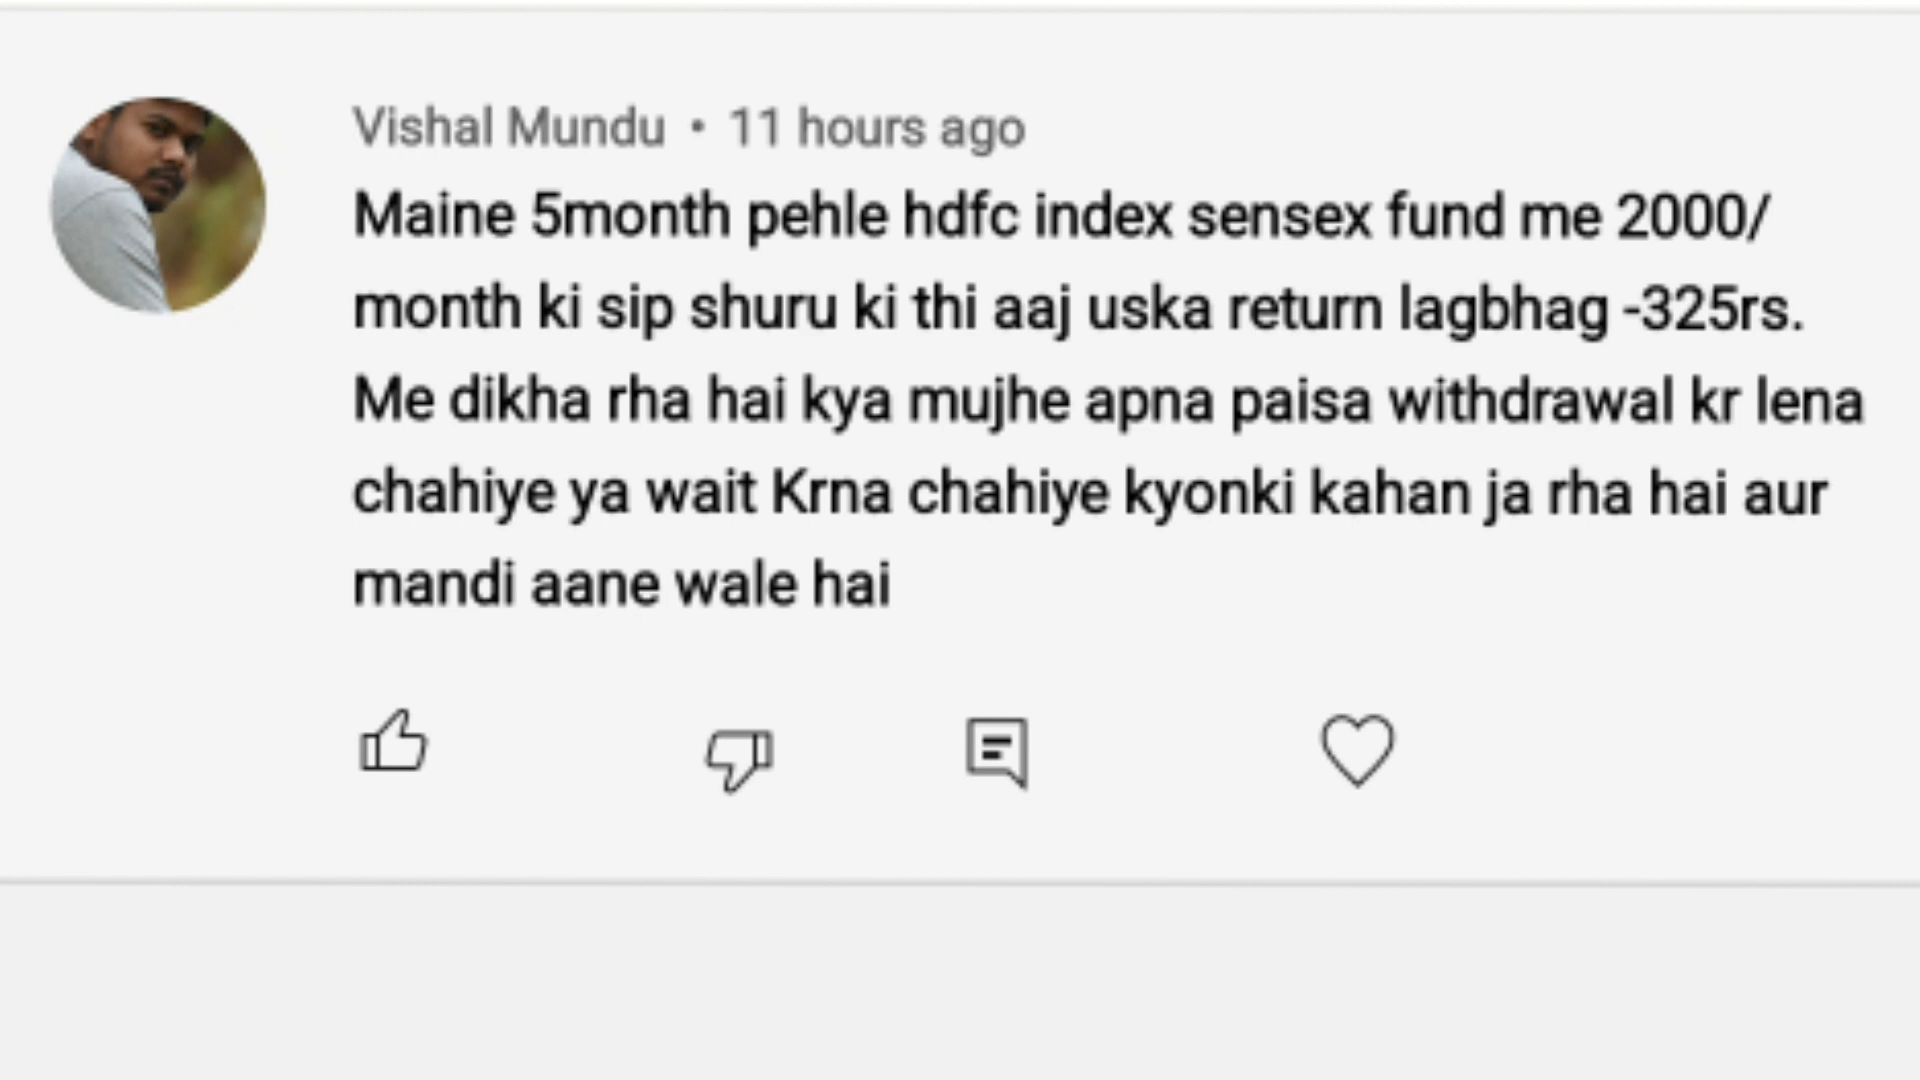 Vishal Mundu • 11 hours ago
Maine 5month pehle hdfc index sensex fund me 2000/
month ki sip shuru ki thi aaj uska return lagbhag -325rs.
Me dikha rha hai kya mujhe apna paisa withdrawal kr lena
chahiye ya wait Krna chahiye kyonki kahan ja rha hai aur
mandi aane wale hai